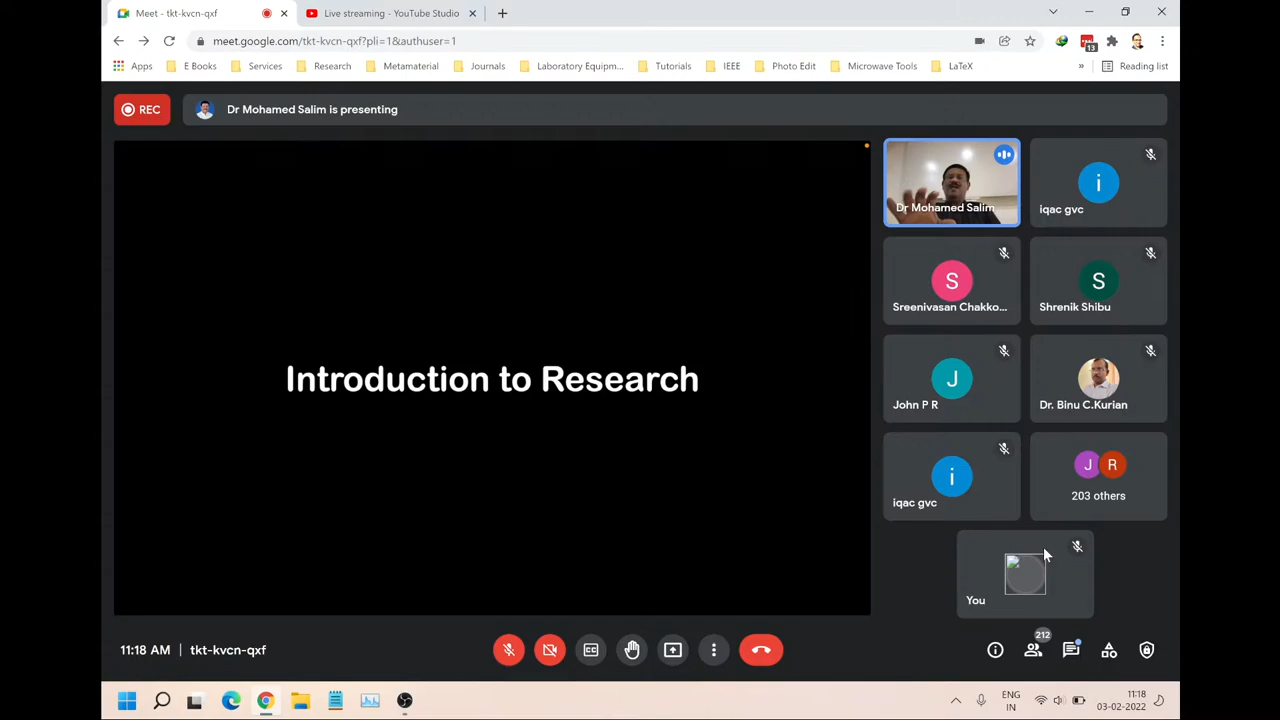 Meet - tkt-kvcn-qxf
Live streaming - YouTube Studio
meet.google.com/tkt-kvcn-qxf?pli=1&authuser=1
13
Apps E Books Services Research Metamaterial Journals Laboratory Equipm... Tutorials IEEE Photo Edit Microwave Tools LaTeX » Reading list
REC
Dr Mohamed Salim is presenting
Introduction to Research
Dr Mohamed Salim
i
iqac gvc
S
Sreenivasan Chakko...
S
Shrenik Shibu
J
John P R
Dr. Binu C.Kurian
i
iqac gvc
J R
203 others
You
11:18 AM | tkt-kvcn-qxf
212
ENG
IN
11:18
03-02-2022